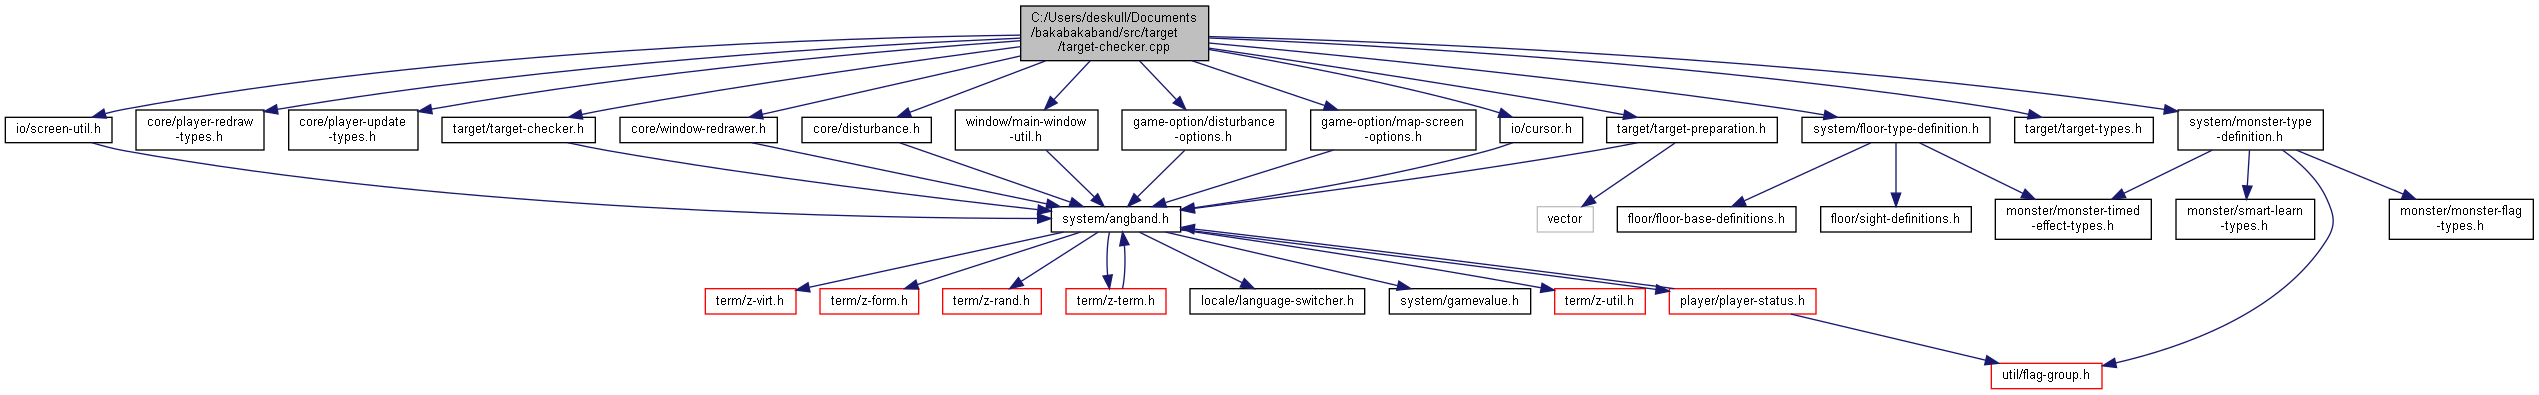 C:/Users/deskull/Documents
/bakabakaband/src/target
/target-checker.cpp
io/screen-util.h
core/player-redraw
-types.h
core/player-update
-types.h
target/target-checker.h
core/window-redrawer.h
core/disturbance.h
window/main-window
-util.h
game-option/disturbance
-options.h
game-option/map-screen
-options.h
io/cursor.h
target/target-preparation.h
system/floor-type-definition.h
target/target-types.h
system/monster-type
-definition.h
system/angband.h
vector
floor/floor-base-definitions.h
floor/sight-definitions.h
monster/monster-timed
-effect-types.h
monster/smart-learn
-types.h
monster/monster-flag
-types.h
term/z-virt.h
term/z-form.h
term/z-rand.h
term/z-term.h
locale/language-switcher.h
system/gamevalue.h
term/z-util.h
player/player-status.h
util/flag-group.h